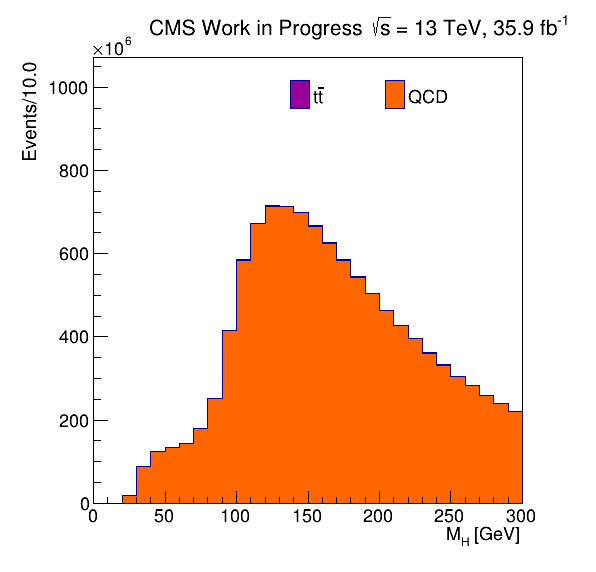 CMS Work in Progress √s = 13 TeV, 35.9 fb⁻¹
×10⁶
Events/10.0
tt̄ QCD
1000
800
600
400
200
0
0 50 100 150 200 250 300
M_H [GeV]